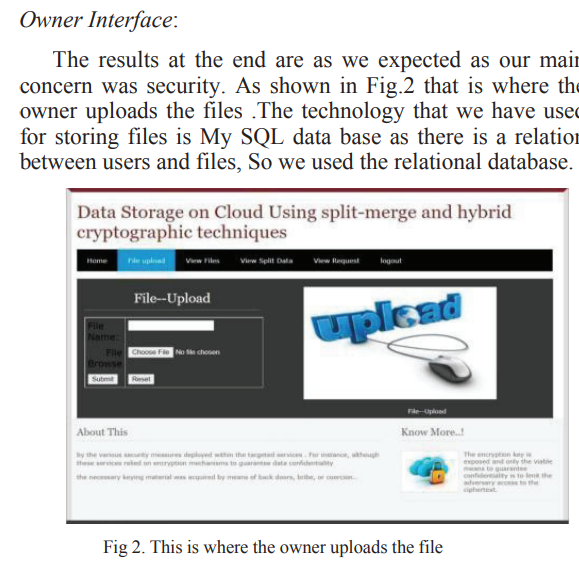 Owner Interface:
The results at the end are as we expected as our main
concern was security. As shown in Fig.2 that is where the
owner uploads the files .The technology that we have used
for storing files is My SQL data base as there is a relation
between users and files, So we used the relational database.
Data Storage on Cloud Using split-merge and hybrid
cryptographic techniques
Home File upload View Files View Split Data View Request logout
File--Upload
File
Name:
File
Browse
Choose File No file chosen
Submit Reset
upload
File--Upload
About This
Know More..!
by the various security measures deployed within the targeted services. For instance, although
these services relied on encryption mechanisms to guarantee data confidentiality
the necessary keying material was acquired by means of back doors, bribe, or coercion.
The encryption key is
exposed and only the viable
means to guarantee
confidentiality is to limit the
adversary access to the
ciphertext.
Fig 2. This is where the owner uploads the file